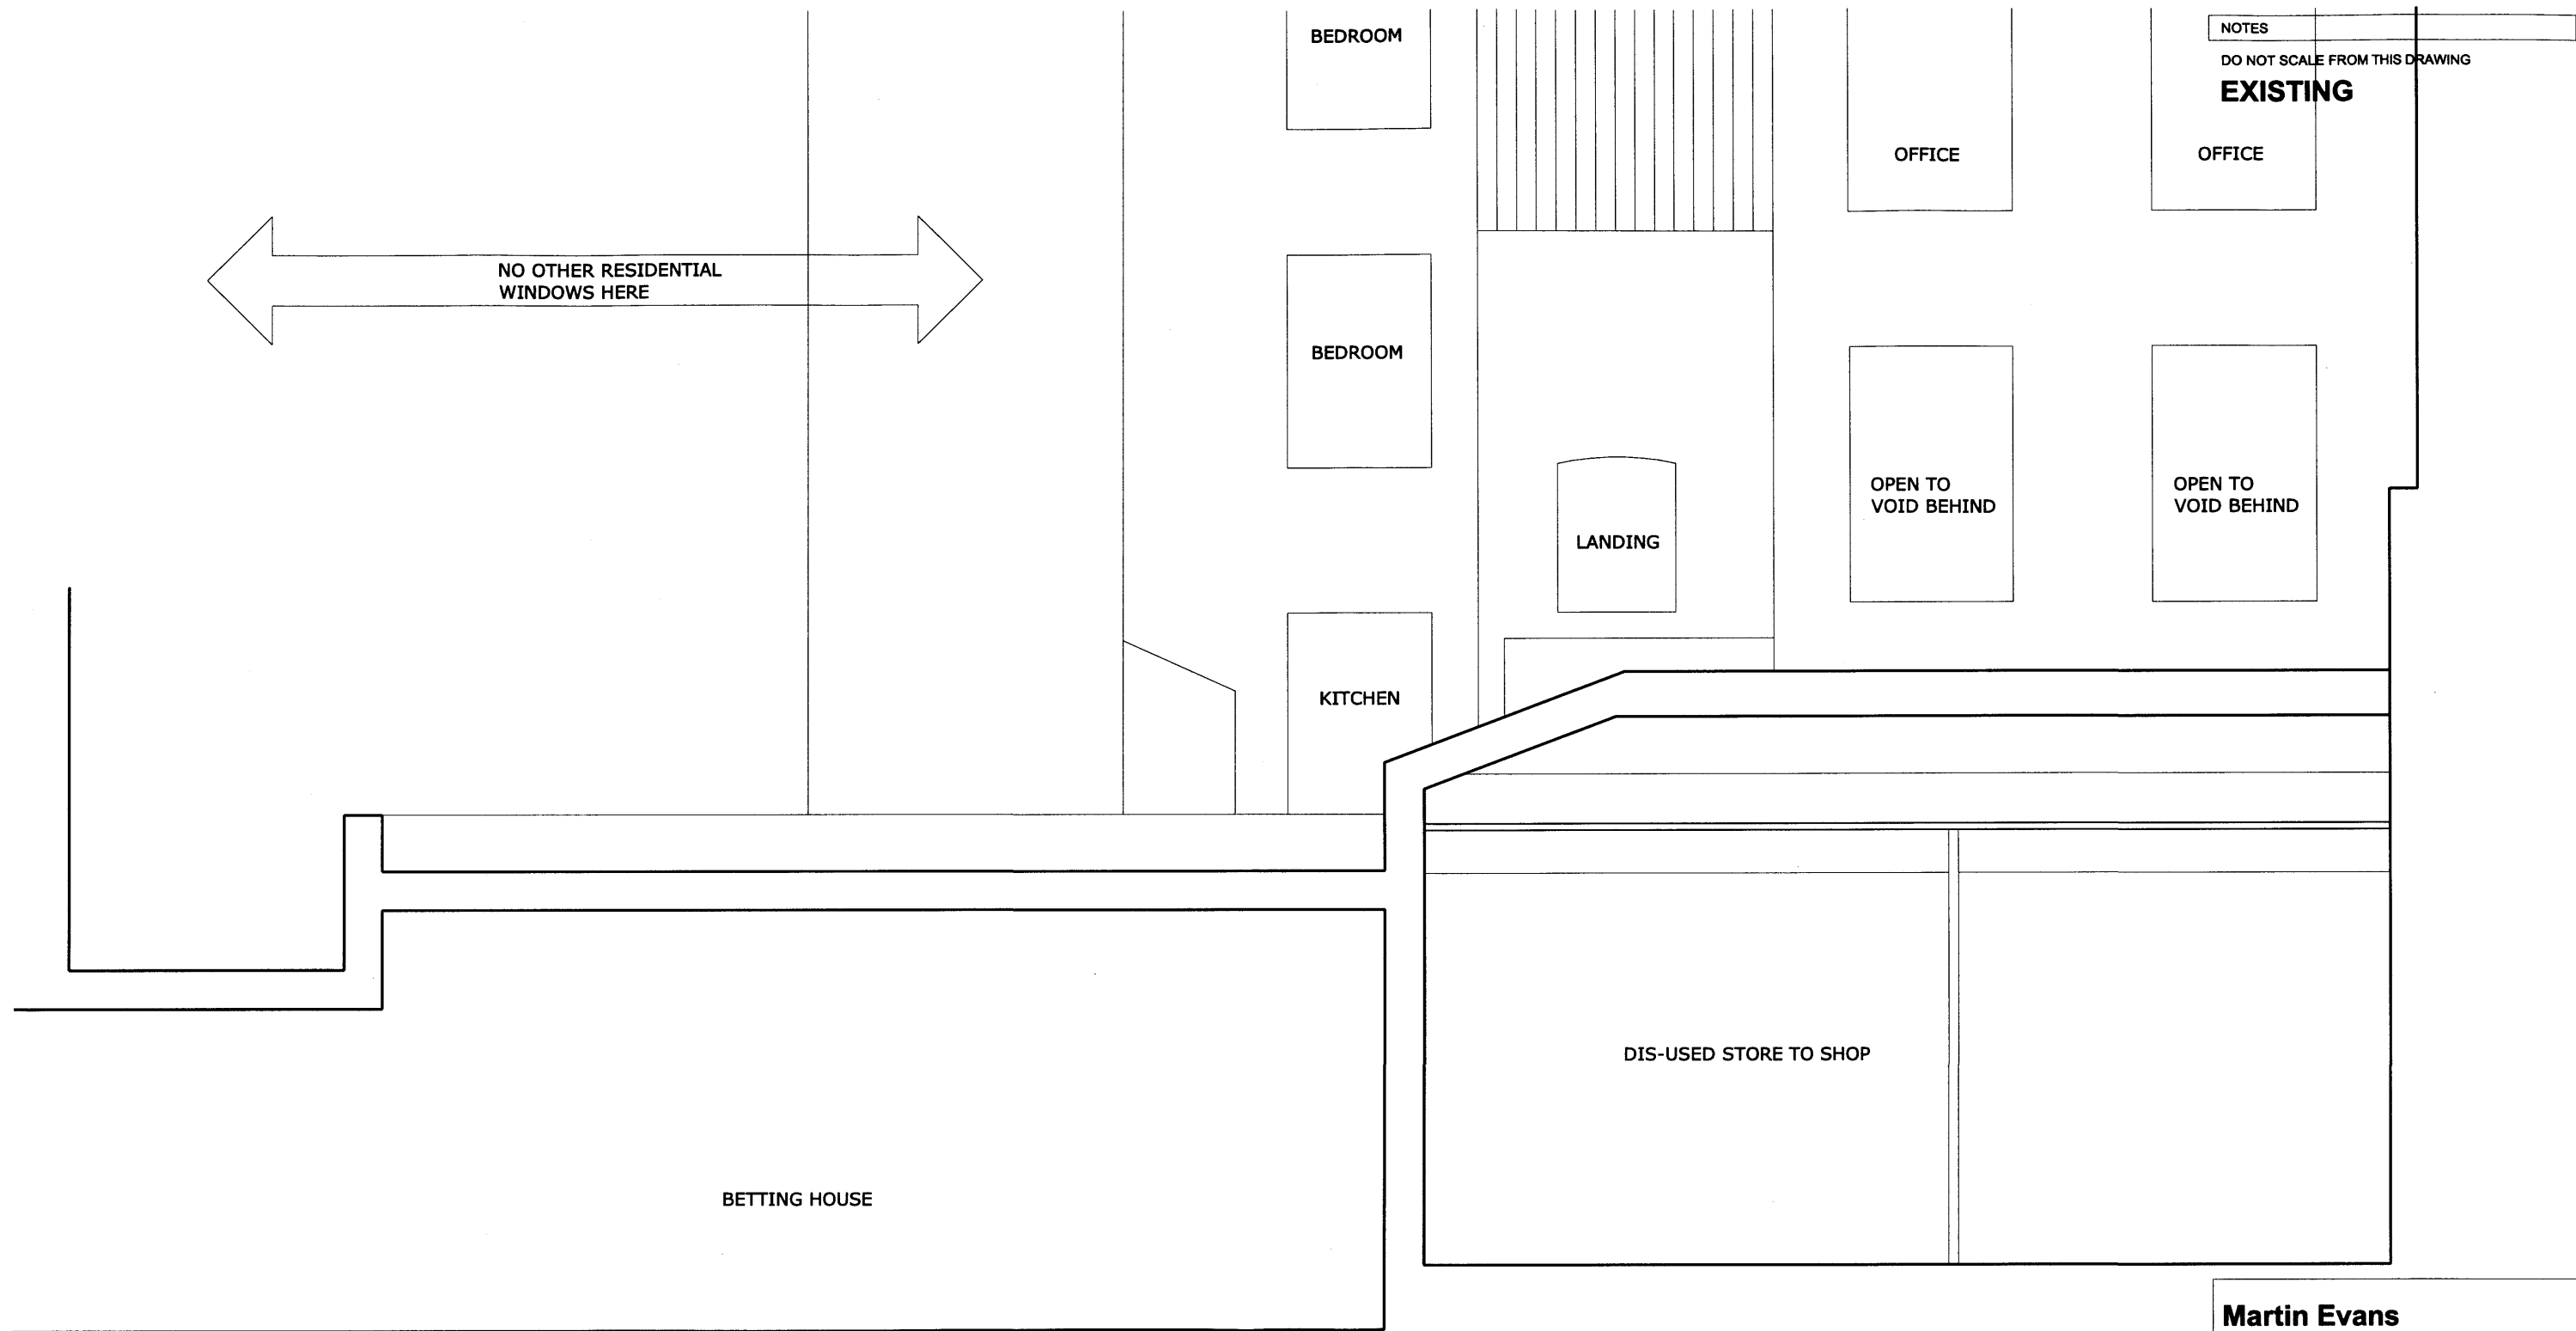 BEDROOM
NOTES
DO NOT SCALE FROM THIS DRAWING
EXISTING
OFFICE
OFFICE
NO OTHER RESIDENTIAL
WINDOWS HERE
BEDROOM
OPEN TO
VOID BEHIND
OPEN TO
VOID BEHIND
LANDING
KITCHEN
DIS-USED STORE TO SHOP
BETTING HOUSE
Martin Evans